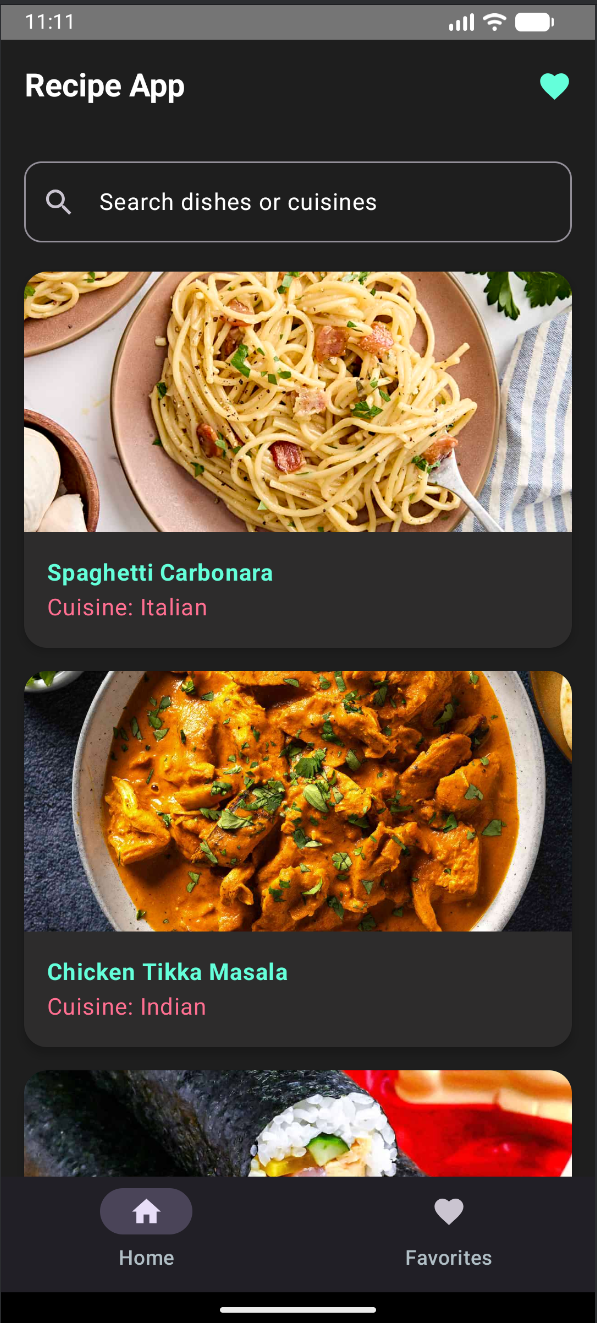 11:11
Recipe App
Search dishes or cuisines
Spaghetti Carbonara
Cuisine: Italian
Chicken Tikka Masala
Cuisine: Indian
Home
Favorites